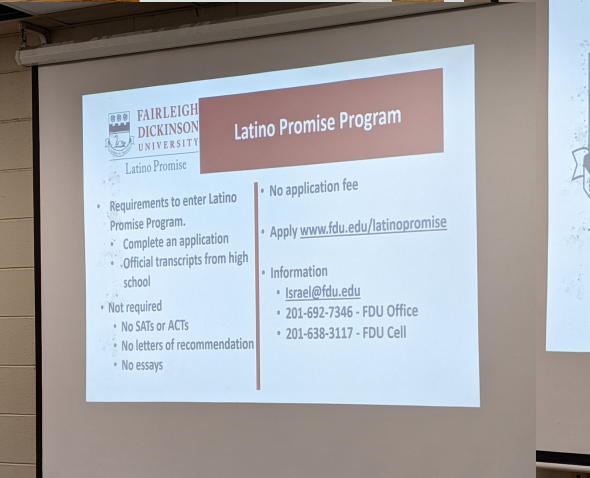 FAIRLEIGH
DICKINSON
UNIVERSITY
Latino Promise
Latino Promise Program
• Requirements to enter Latino
Promise Program.
• Complete an application
• Official transcripts from high
school
• Not required
• No SATs or ACTs
• No letters of recommendation
• No essays
• No application fee
• Apply www.fdu.edu/latinopromise
• Information
• Israel@fdu.edu
• 201-692-7346 - FDU Office
• 201-638-3117 - FDU Cell